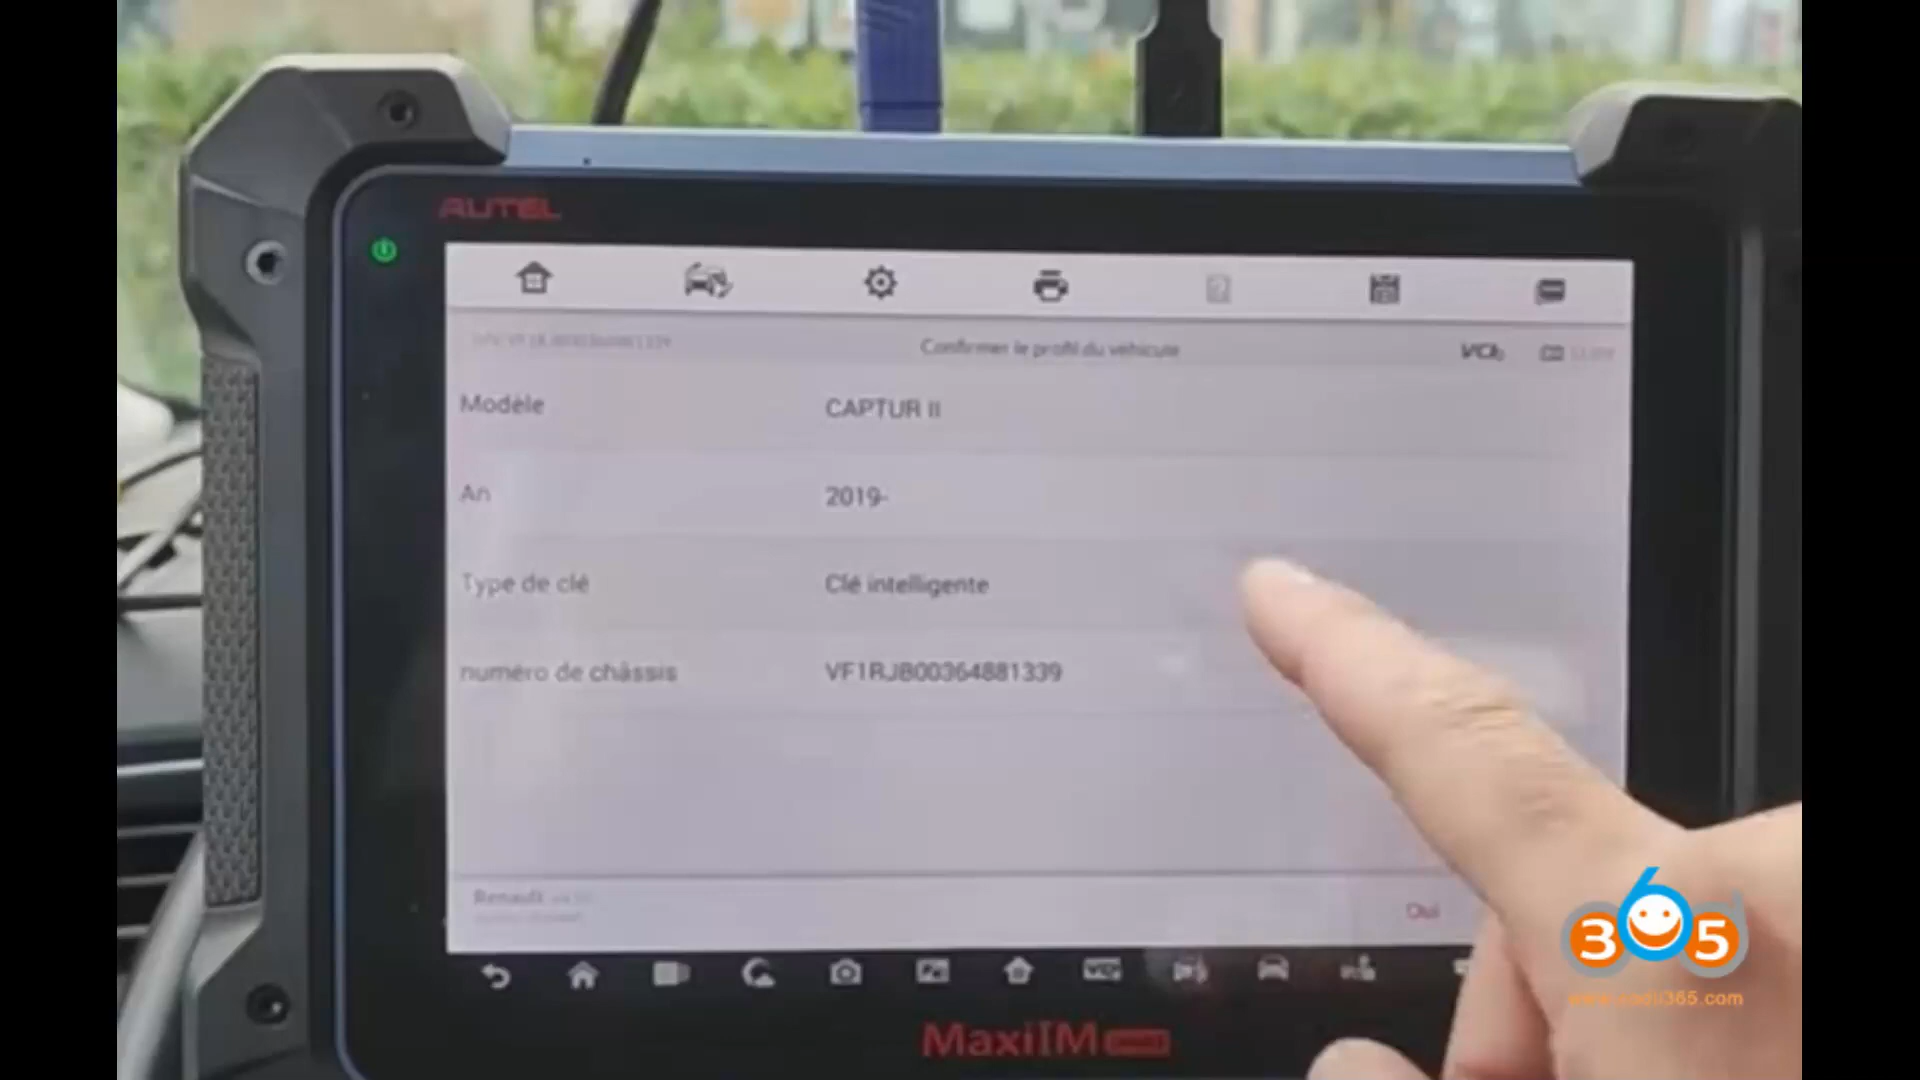 AUTEL
Confirmer le profil du véhicule
VCI
Modèle CAPTUR II
An 2019-
Type de clé Clé intelligente
numéro de châssis VF1RJB00364881339
Renault
Oui
MaxiIM
365